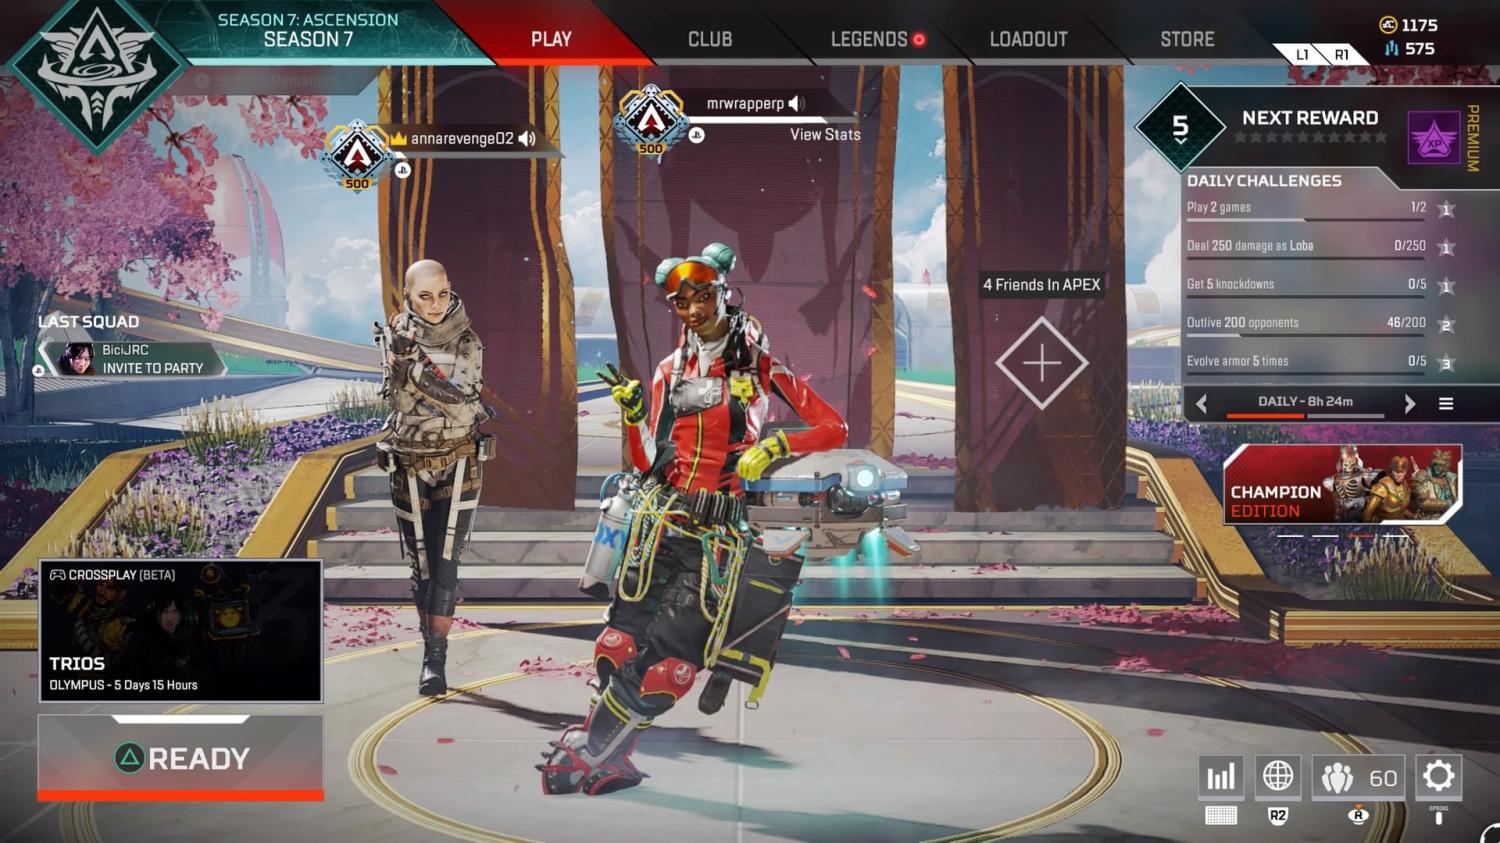 SEASON 7: ASCENSION
SEASON 7
PLAY
CLUB
LEGENDS
LOADOUT
STORE
L1
R1
1175
575
mrwrapperp
View Stats
500
annarevenge02
500
5
NEXT REWARD
XP
PREMIUM
DAILY CHALLENGES
Play 2 games 1/2 1
Deal 250 damage as Loba 0/250 1
Get 5 knockdowns 0/5 1
Outlive 200 opponents 46/200 2
Evolve armor 5 times 0/5 3
DAILY - 8h 24m
4 Friends In APEX
LAST SQUAD
BiciJRC
INVITE TO PARTY
CHAMPION
EDITION
CROSSPLAY (BETA)
TRIOS
OLYMPUS - 5 Days 15 Hours
READY
60
R2
R
OPTIONS